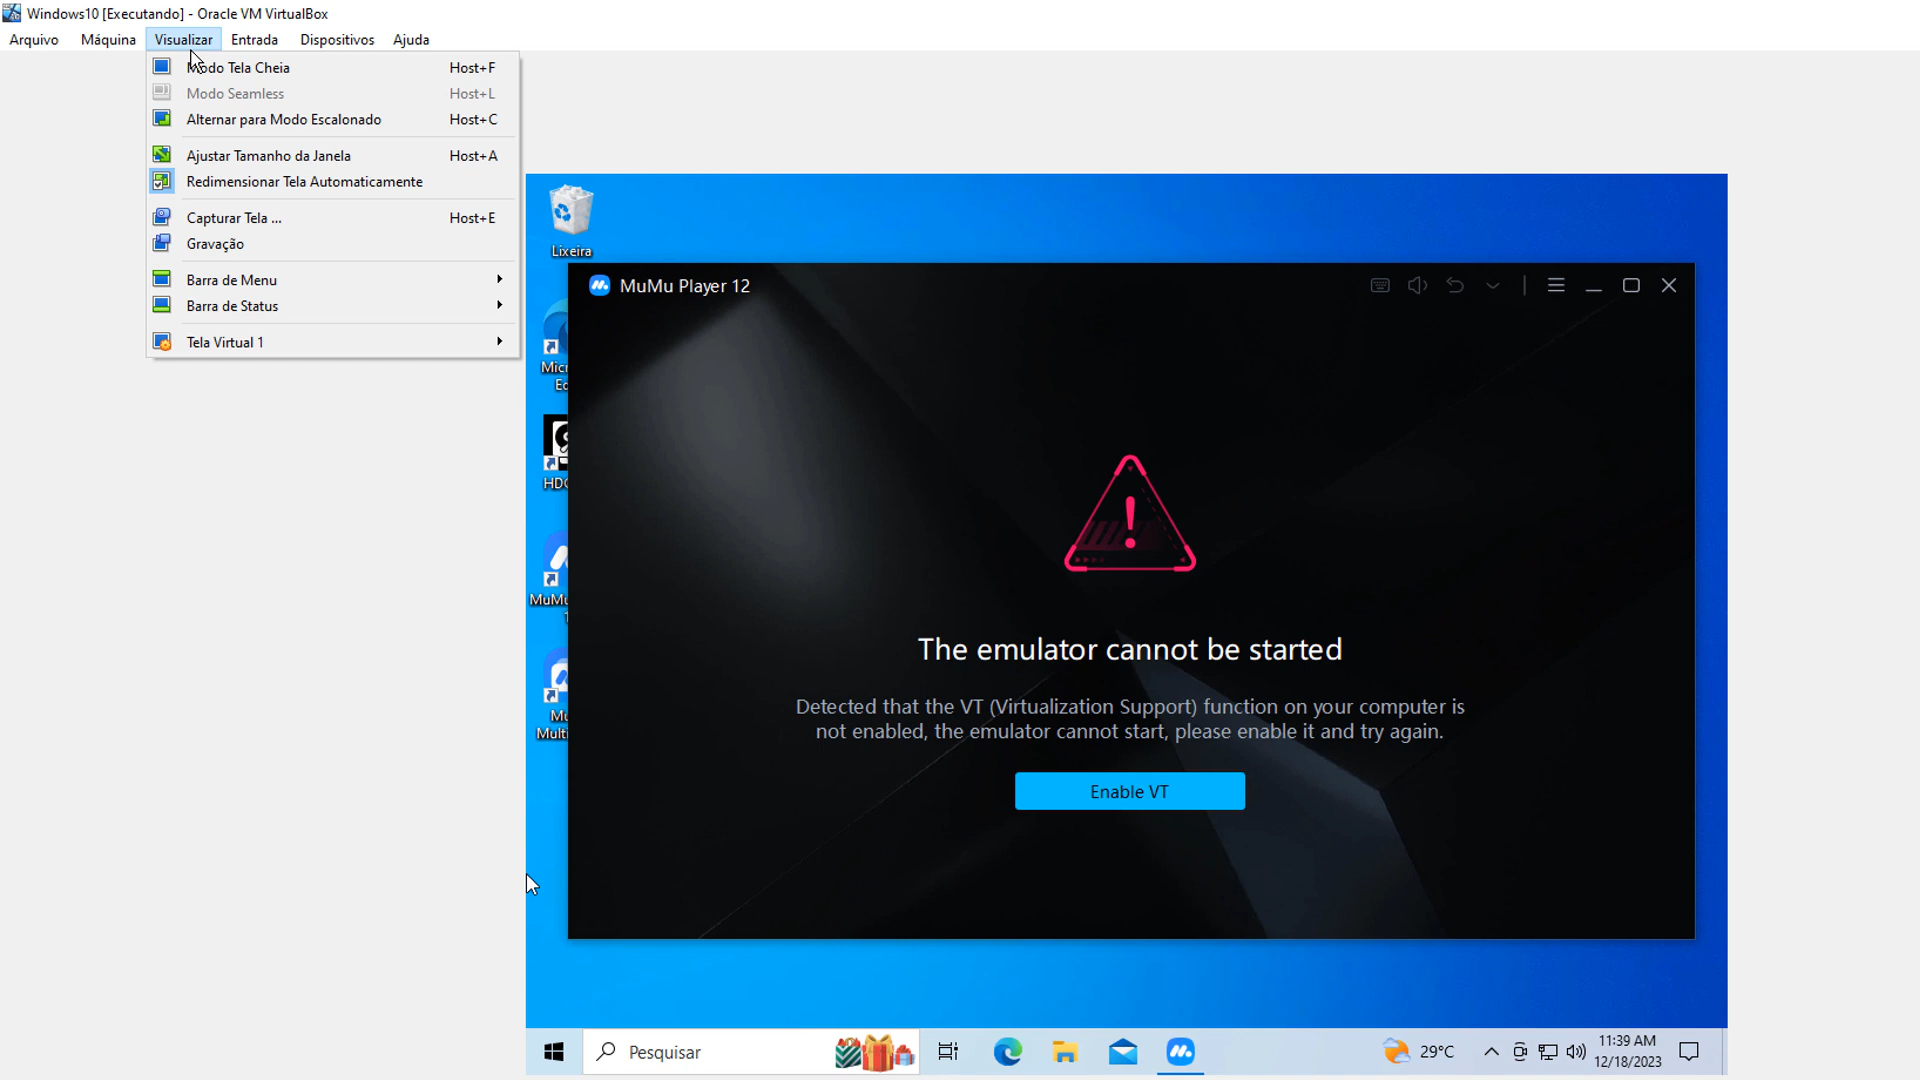 Windows10 [Executando] - Oracle VM VirtualBox
Arquivo Máquina Visualizar Entrada Dispositivos Ajuda
Modo Tela Cheia Host+F
Modo Seamless Host+L
Alternar para Modo Escalonado Host+C
Ajustar Tamanho da Janela Host+A
Redimensionar Tela Automaticamente
Capturar Tela ... Host+E
Gravação
Barra de Menu
Barra de Status
Tela Virtual 1
Lixeira
MuMu Player 12
The emulator cannot be started
Detected that the VT (Virtualization Support) function on your computer is
not enabled, the emulator cannot start, please enable it and try again.
Enable VT
Pesquisar
29°C
11:39 AM
12/18/2023